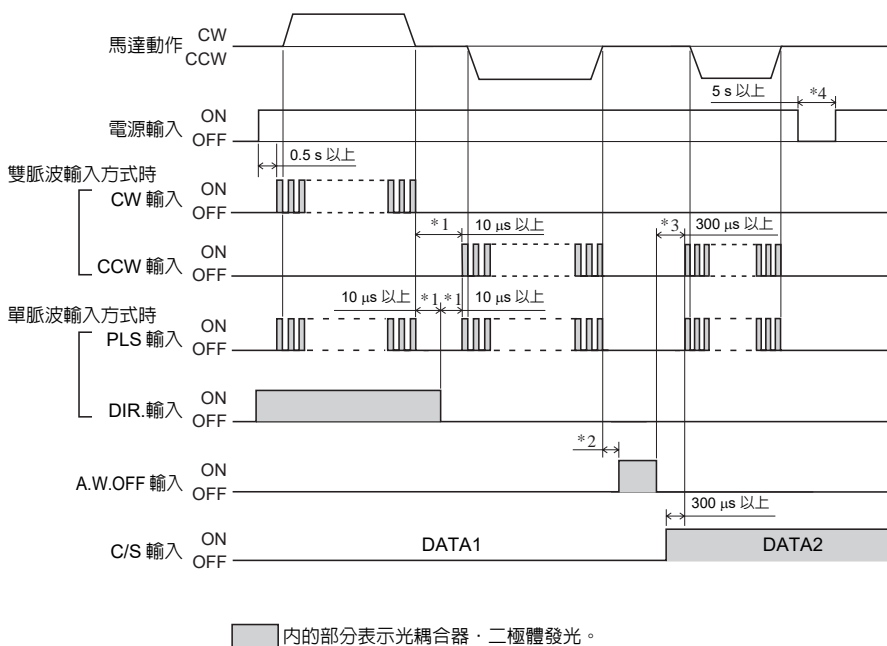 馬達動作 CW
CCW
5 s 以上 *4
電源輸入 ON
OFF
0.5 s 以上
雙脈波輸入方式時
CW 輸入 ON
OFF
*1 10 μs 以上 *3 300 μs 以上
CCW 輸入 ON
OFF
10 μs 以上 *1 *1 10 μs 以上
單脈波輸入方式時
PLS 輸入 ON
OFF
DIR.輸入 ON
OFF
*2
A.W.OFF 輸入 ON
OFF
300 μs 以上
C/S 輸入 ON
OFF
DATA1 DATA2
內的部分表示光耦合器・二極體發光。